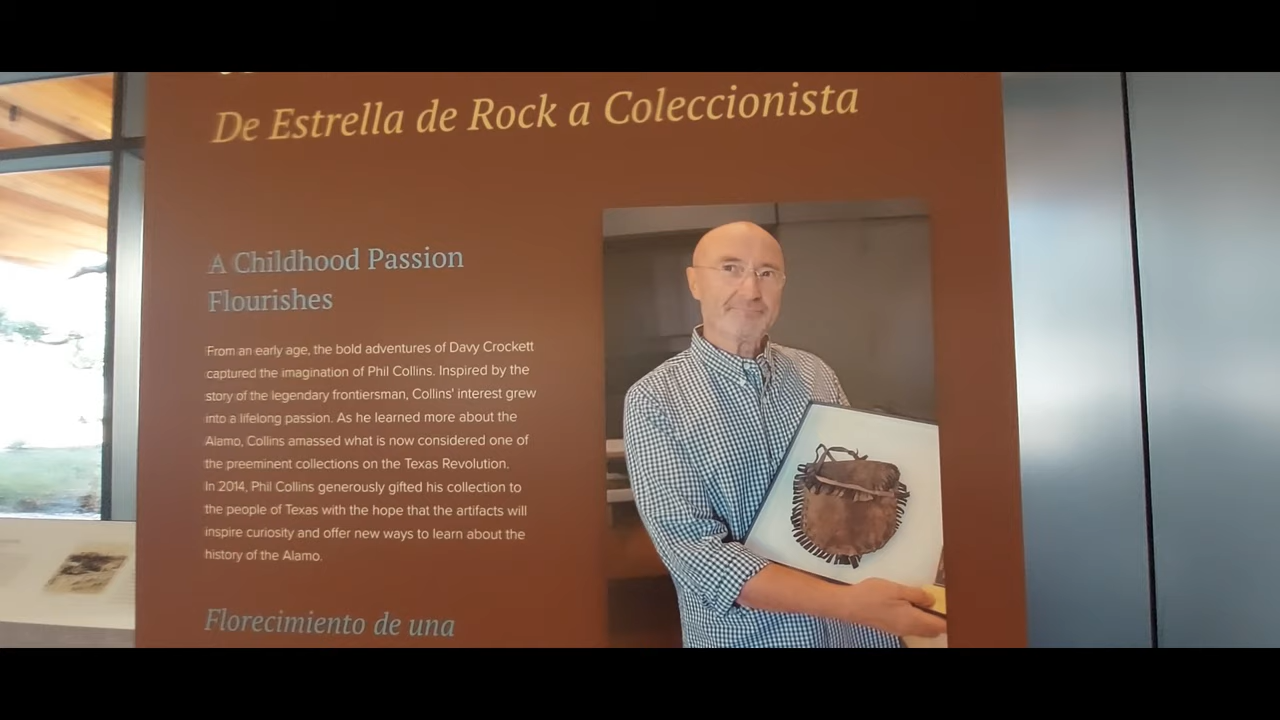 De Estrella de Rock a Coleccionista
A Childhood Passion
Flourishes
From an early age, the bold adventures of Davy Crockett
captured the imagination of Phil Collins. Inspired by the
story of the legendary frontiersman, Collins' interest grew
into a lifelong passion. As he learned more about the
Alamo, Collins amassed what is now considered one of
the preeminent collections on the Texas Revolution.
In 2014, Phil Collins generously gifted his collection to
the people of Texas with the hope that the artifacts will
inspire curiosity and offer new ways to learn about the
history of the Alamo.
Florecimiento de una